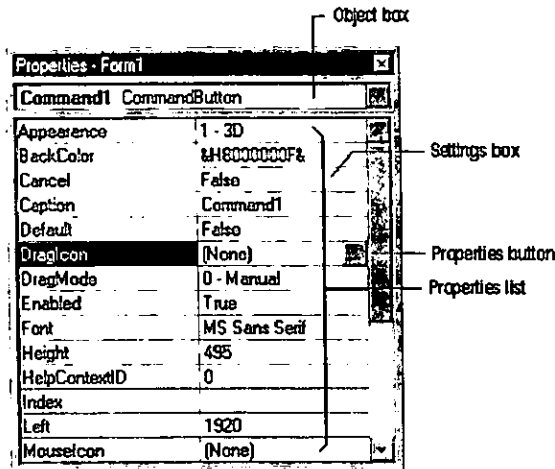 Object box
Properties - Form1
Command1 CommandButton
Appearance 1 - 3D
BackColor &H8000000F&
Settings box
Cancel False
Caption Command1
Default False
DragIcon (None)
Properties button
DragMode 0 - Manual
Properties list
Enabled True
Font MS Sans Serif
Height 495
HelpContextID 0
Index
Left 1920
MouseIcon (None)